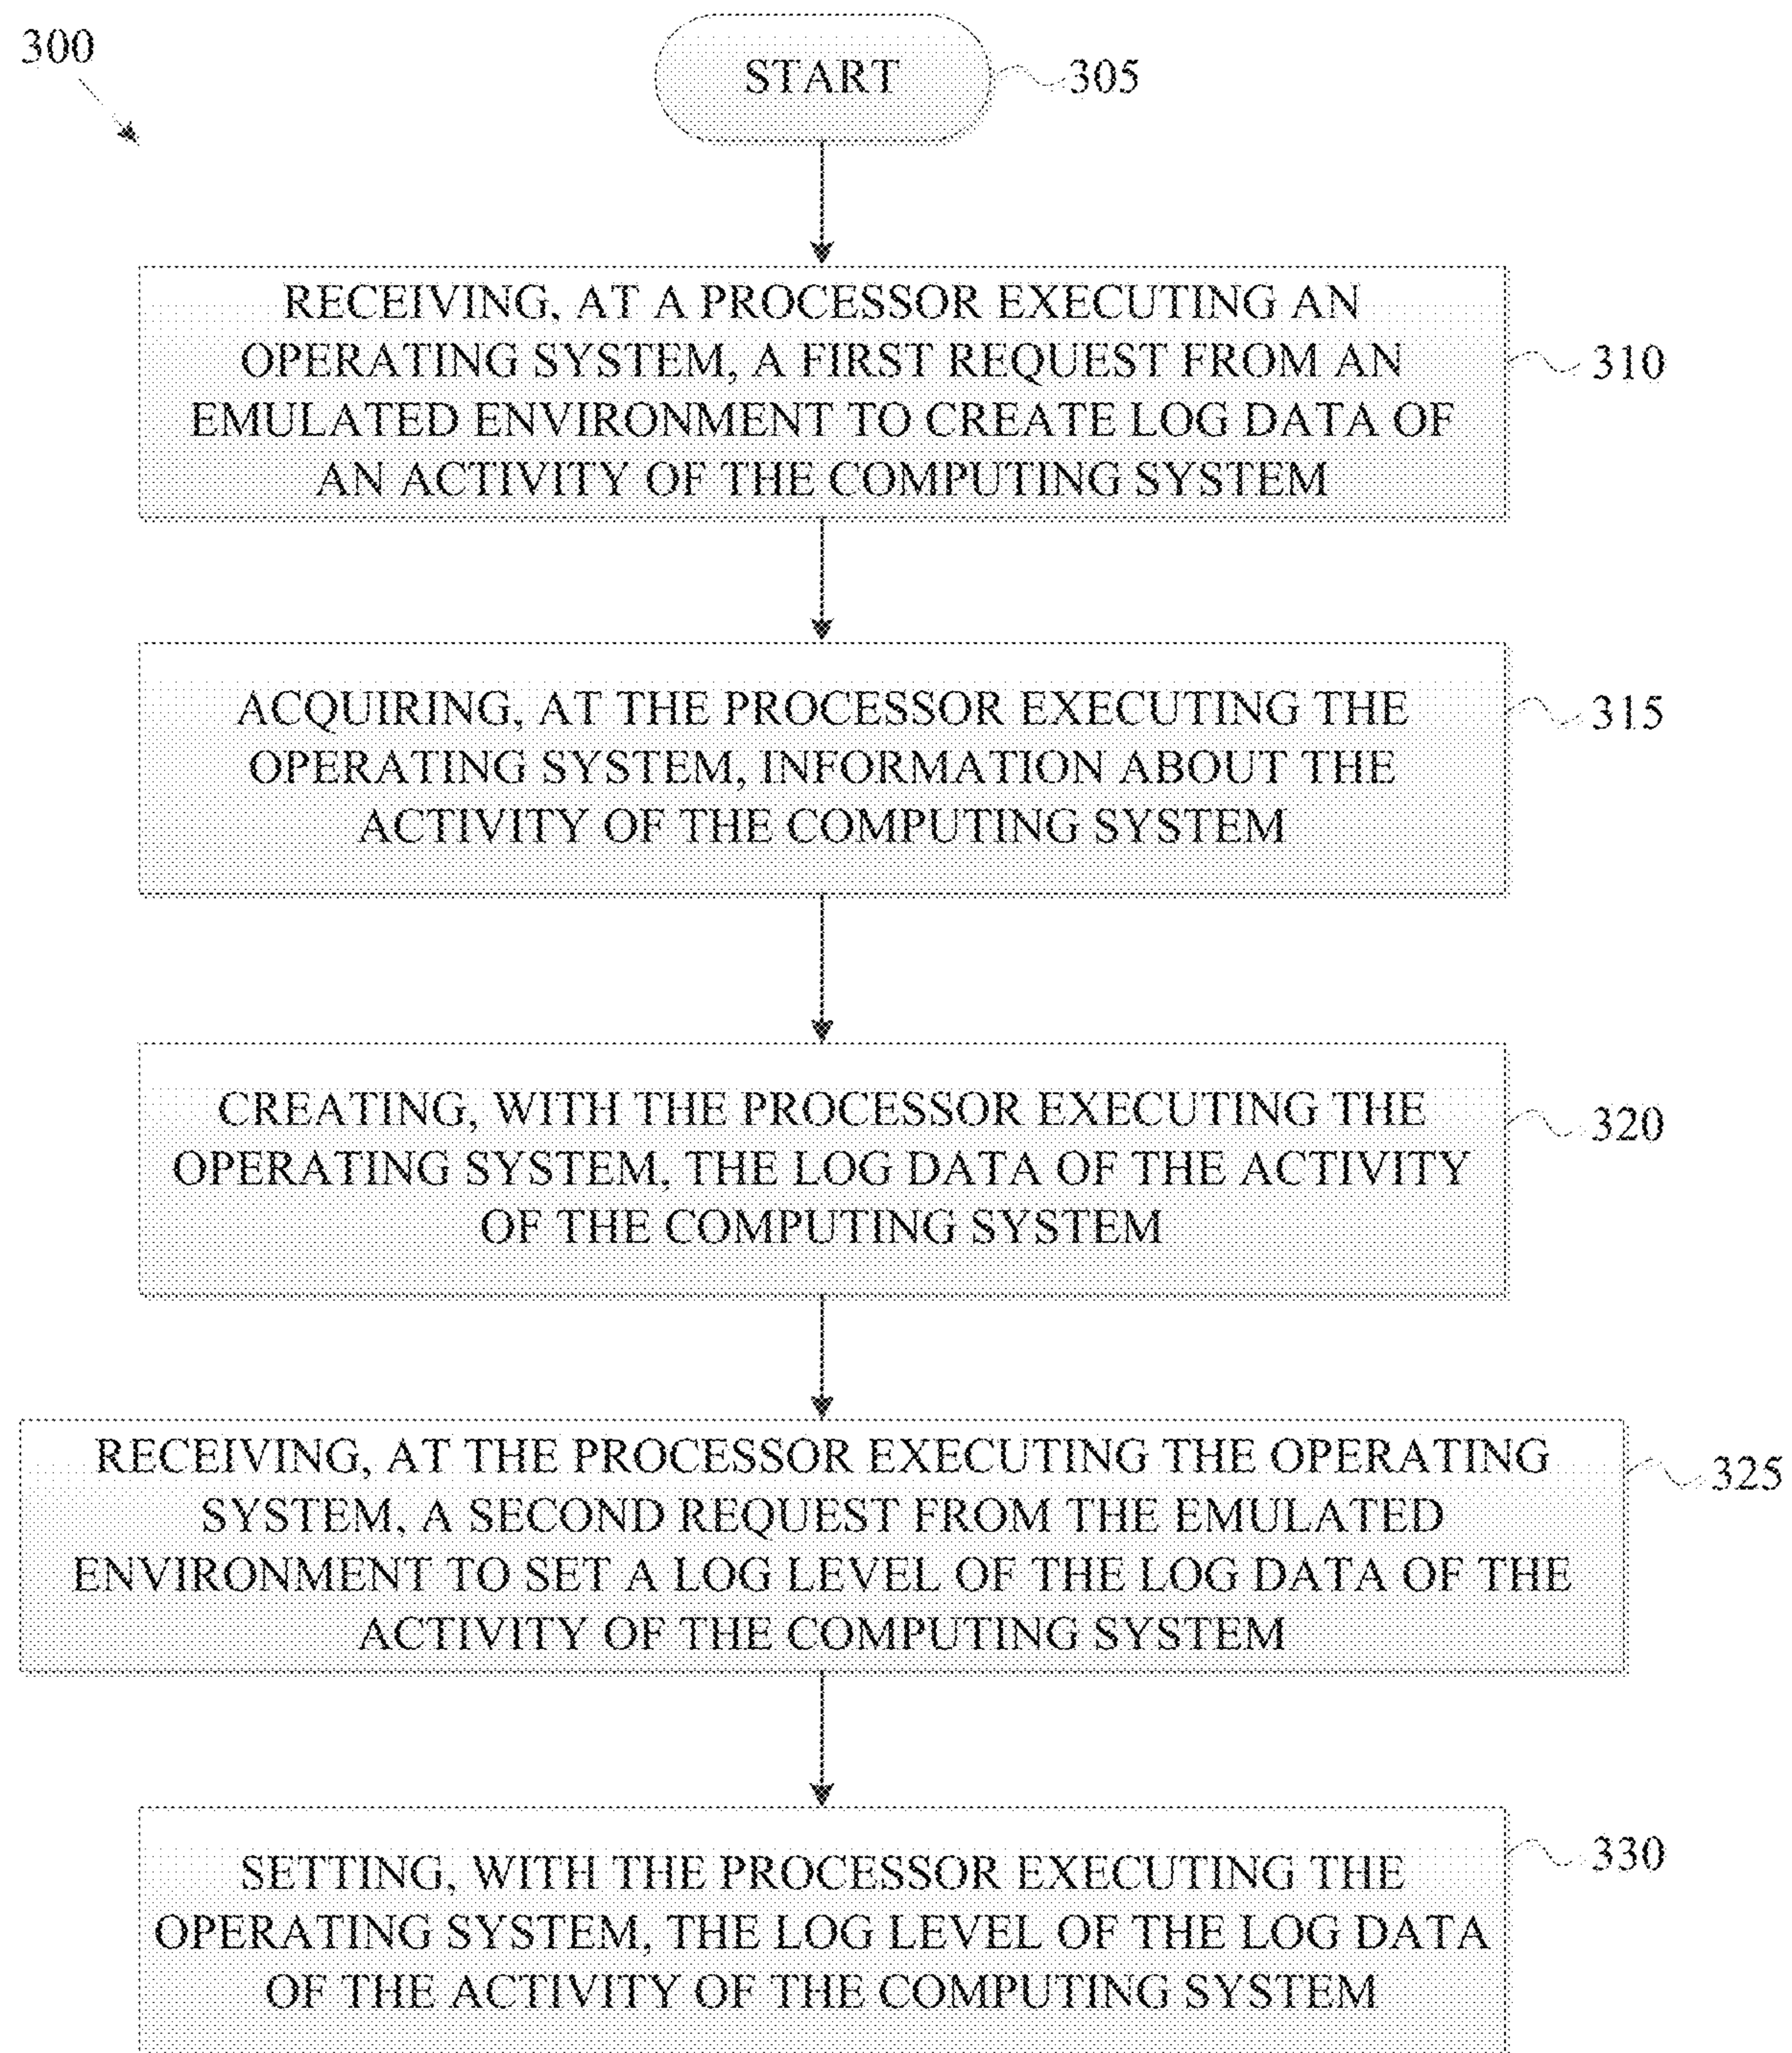 300
START
305
RECEIVING, AT A PROCESSOR EXECUTING AN
OPERATING SYSTEM, A FIRST REQUEST FROM AN
EMULATED ENVIRONMENT TO CREATE LOG DATA OF
AN ACTIVITY OF THE COMPUTING SYSTEM
310
ACQUIRING, AT THE PROCESSOR EXECUTING THE
OPERATING SYSTEM, INFORMATION ABOUT THE
ACTIVITY OF THE COMPUTING SYSTEM
315
CREATING, WITH THE PROCESSOR EXECUTING THE
OPERATING SYSTEM, THE LOG DATA OF THE ACTIVITY
OF THE COMPUTING SYSTEM
320
RECEIVING, AT THE PROCESSOR EXECUTING THE OPERATING
SYSTEM, A SECOND REQUEST FROM THE EMULATED
ENVIRONMENT TO SET A LOG LEVEL OF THE LOG DATA OF THE
ACTIVITY OF THE COMPUTING SYSTEM
325
SETTING, WITH THE PROCESSOR EXECUTING THE
OPERATING SYSTEM, THE LOG LEVEL OF THE LOG DATA
OF THE ACTIVITY OF THE COMPUTING SYSTEM
330